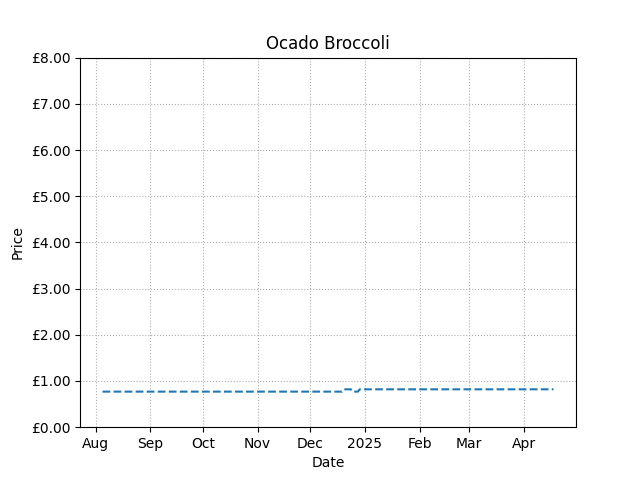 Ocado Broccoli
£8.00
£7.00
£6.00
£5.00
£4.00
£3.00
£2.00
£1.00
£0.00
Price
Aug Sep Oct Nov Dec 2025 Feb Mar Apr
Date